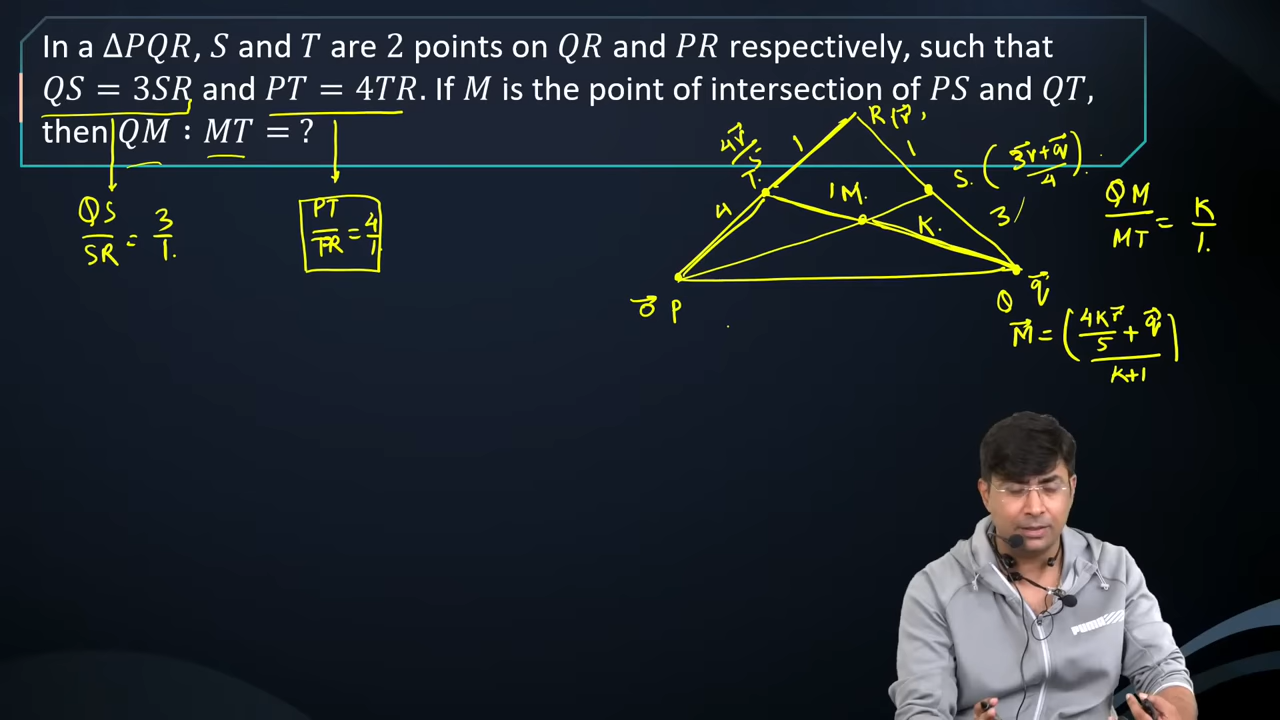 In a ΔPQR, S and T are 2 points on QR and PR respectively, such that
QS = 3SR and PT = 4TR. If M is the point of intersection of PS and QT,
then QM : MT = ?
QS/SR = 3/1.
PT/TR = 4/1
R(r⃗)
4r⃗/5
1
1
T.
1 M.
S. ((3r⃗+q⃗)/4).
4
K.
3
QM/MT = K/1.
o⃗ P
Q q⃗
M⃗ = ((4Kr⃗/5 + q⃗)/(K+1))
PUMA